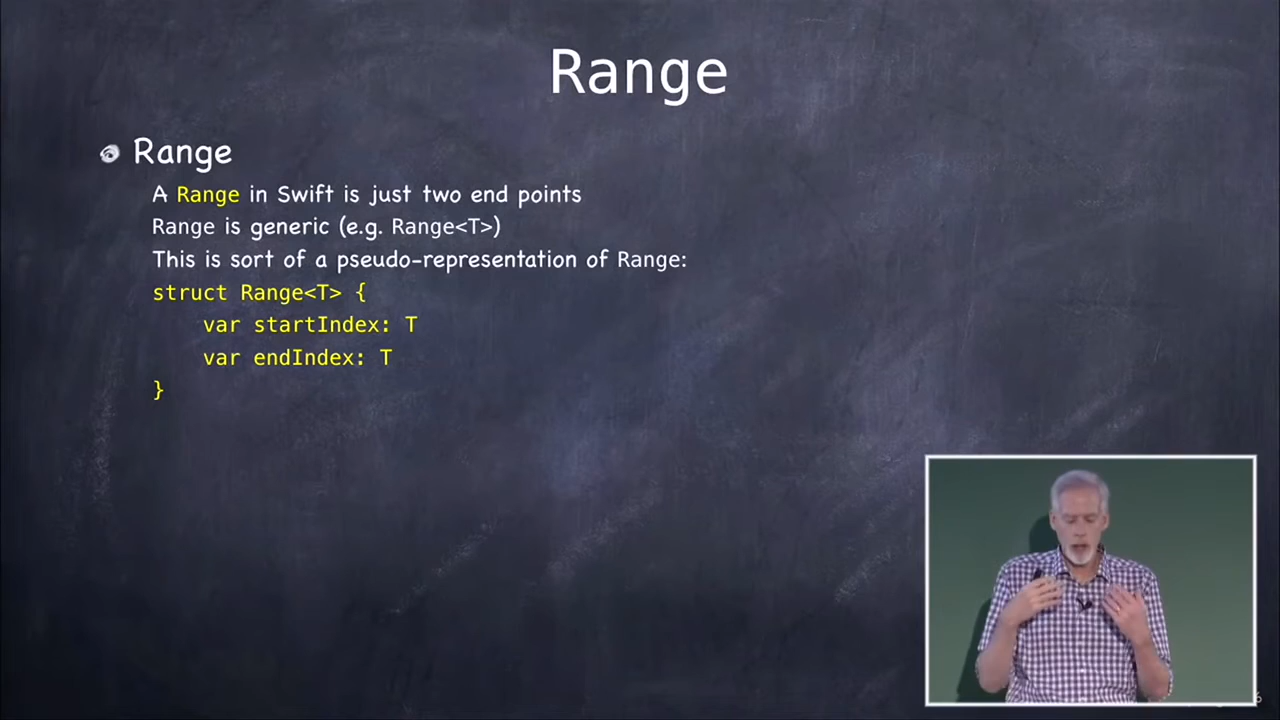 Range
Range
A Range in Swift is just two end points
Range is generic (e.g. Range<T>)
This is sort of a pseudo-representation of Range:
struct Range<T> {
    var startIndex: T
    var endIndex: T
}